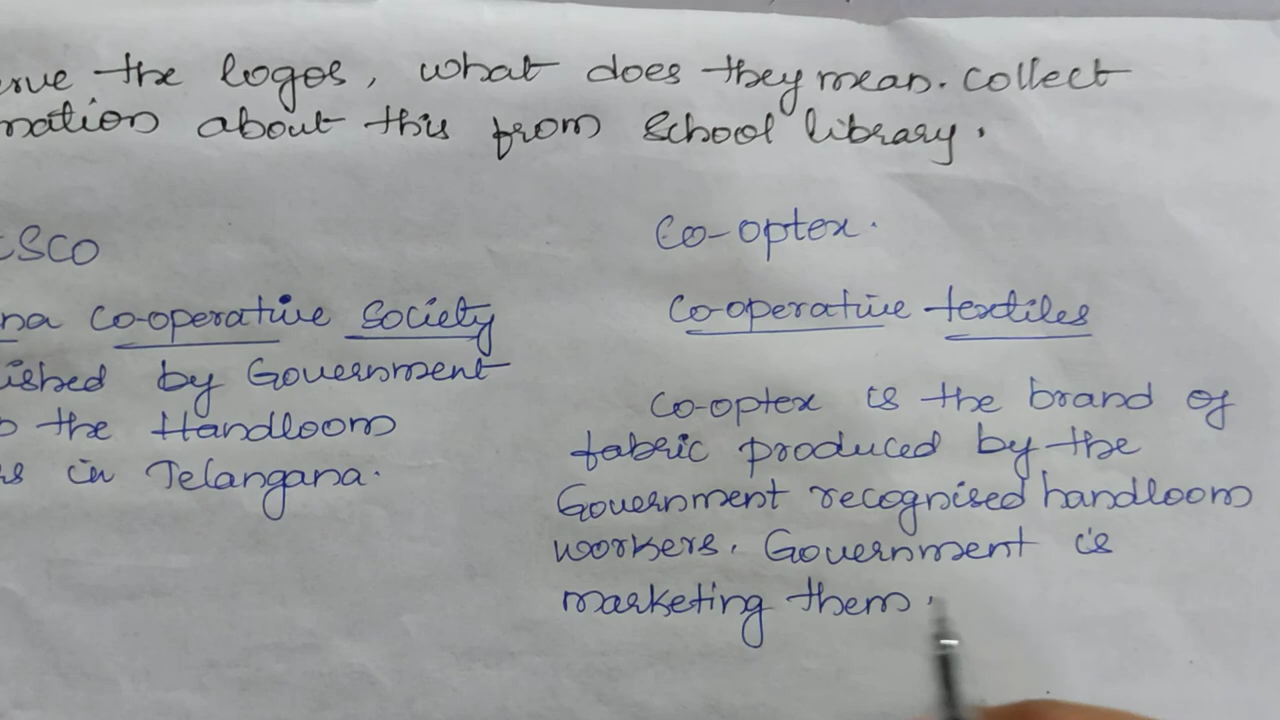 rve the logos, what does they mean. collect
mation about this from School library.
SCO
na Co-operative Society
ished by Government
the Handloom
rs in Telangana.
Co-optex.
Co-operative textiles
Co-optex is the brand of
fabric produced by the
Government recognised handloom
workers. Government is
marketing them.